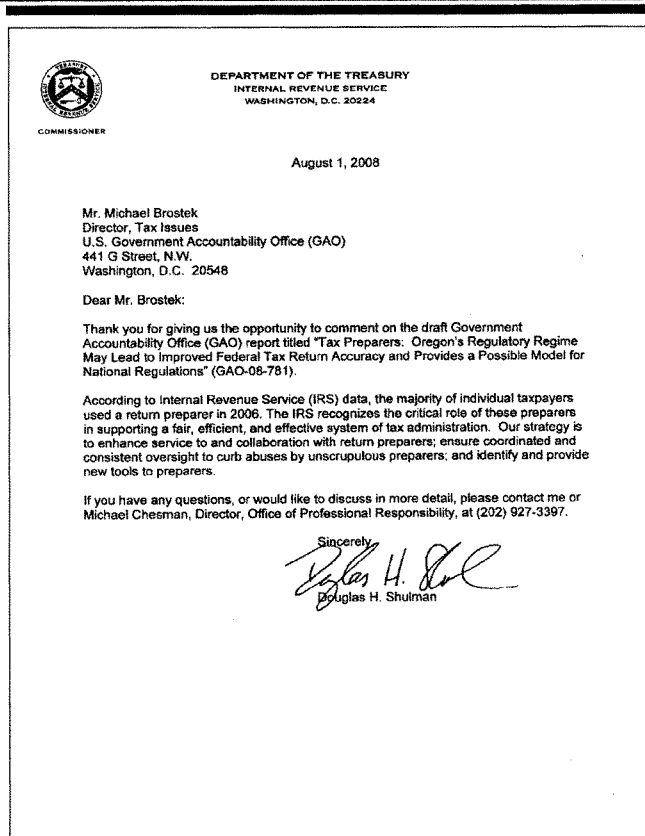 DEPARTMENT OF THE TREASURY
INTERNAL REVENUE SERVICE
WASHINGTON, D.C. 20224
COMMISSIONER
August 1, 2008
Mr. Michael Brostek
Director, Tax Issues
U.S. Government Accountability Office (GAO)
441 G Street, N.W.
Washington, D.C. 20548
Dear Mr. Brostek:
Thank you for giving us the opportunity to comment on the draft Government
Accountability Office (GAO) report titled "Tax Preparers: Oregon's Regulatory Regime
May Lead to Improved Federal Tax Return Accuracy and Provides a Possible Model for
National Regulations" (GAO-08-781).
According to Internal Revenue Service (IRS) data, the majority of individual taxpayers
used a return preparer in 2006. The IRS recognizes the critical role of these preparers
in supporting a fair, efficient, and effective system of tax administration. Our strategy is
to enhance service to and collaboration with return preparers; ensure coordinated and
consistent oversight to curb abuses by unscrupulous preparers; and identify and provide
new tools to preparers.
If you have any questions, or would like to discuss in more detail, please contact me or
Michael Chesman, Director, Office of Professional Responsibility, at (202) 927-3397.
Sincerely,
Douglas H. Shulman